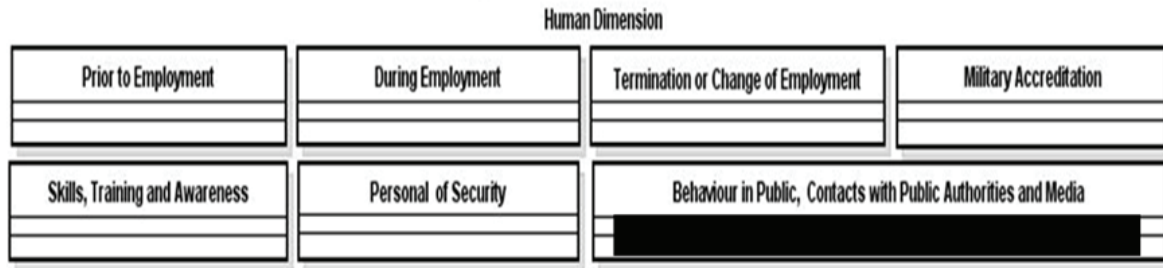 Human Dimension
Prior to Employment
During Employment
Termination or Change of Employment
Military Accreditation
Skills, Training and Awareness
Personal of Security
Behaviour in Public, Contacts with Public Authorities and Media